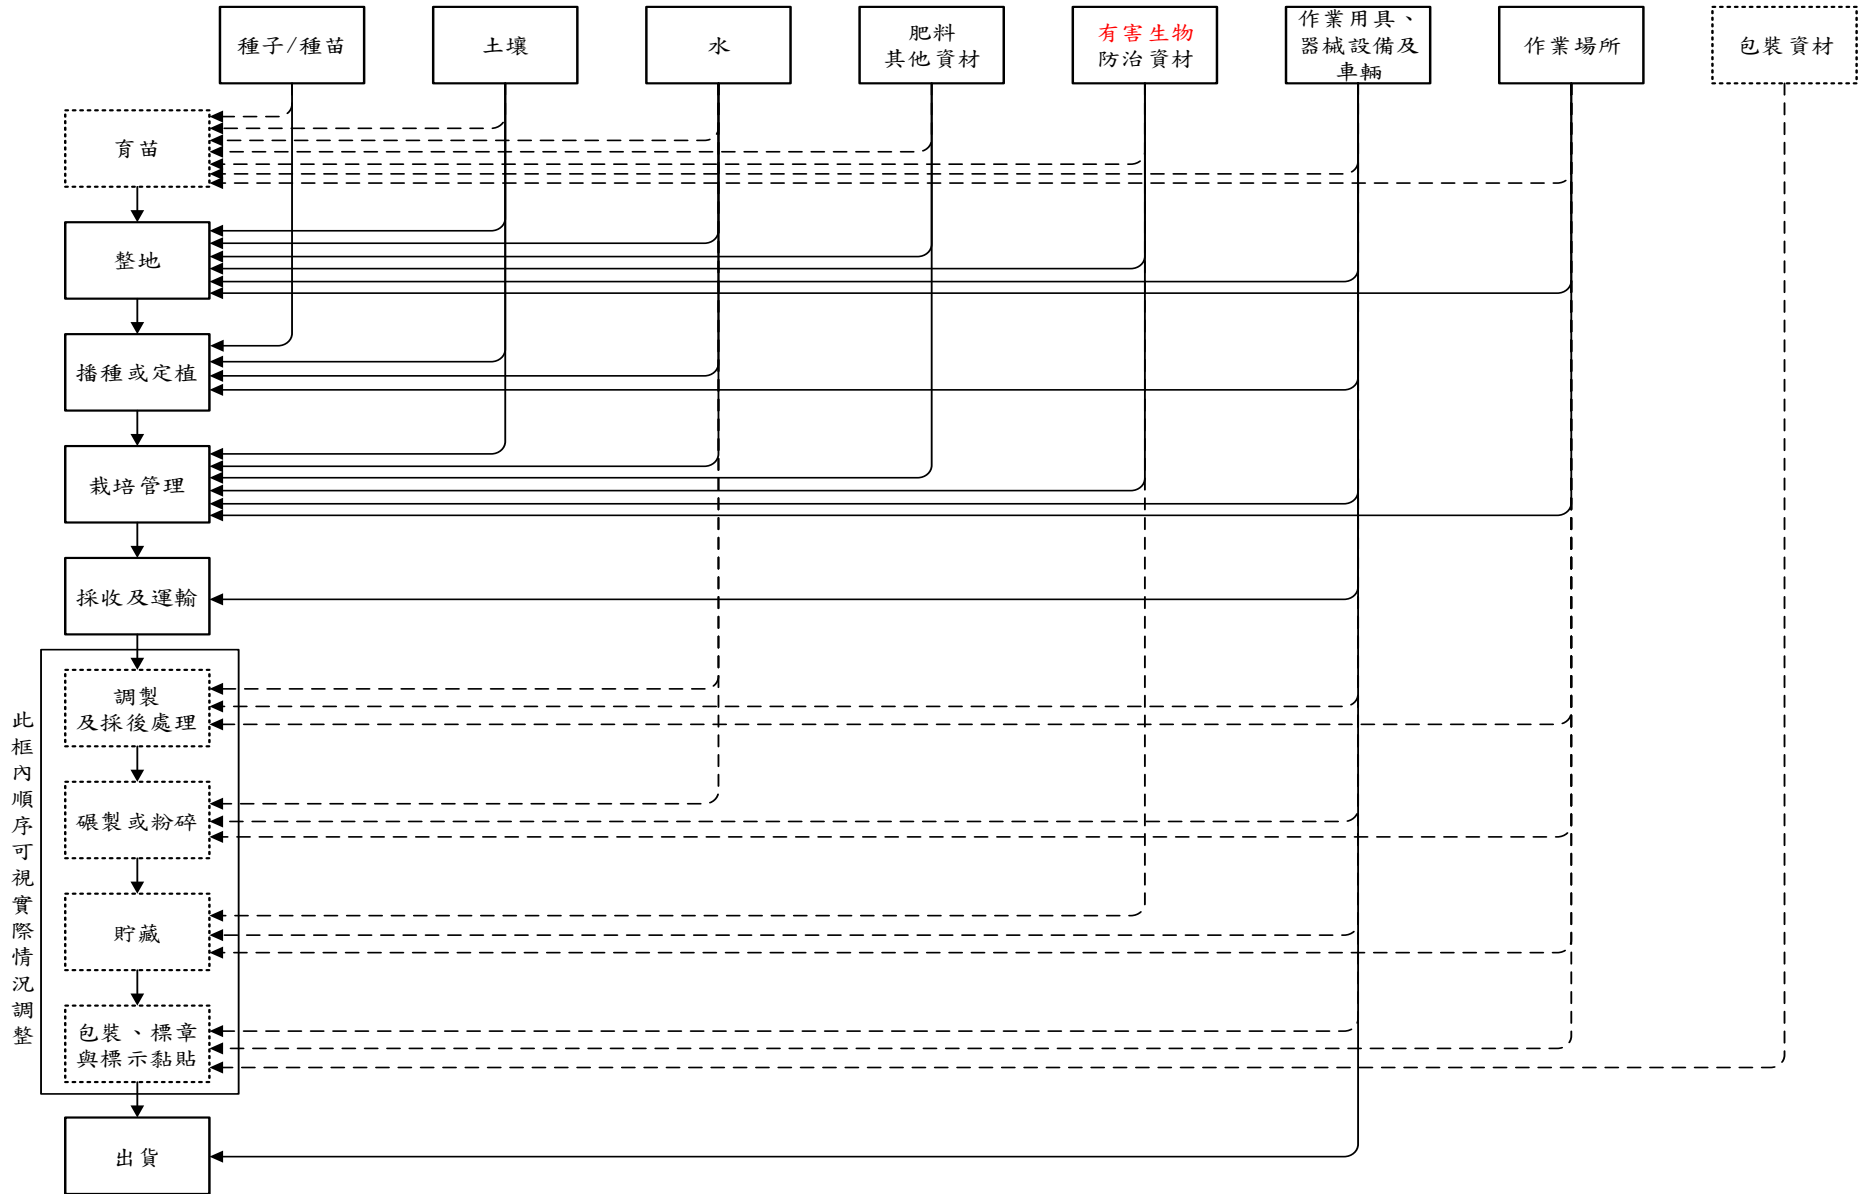 種子/種苗
土壤
水
肥料
其他資材
有害生物
防治資材
作業用具、
器械設備及
車輛
作業場所
包裝資材
育苗
整地
播種或定植
栽培管理
採收及運輸
調製
及採後處理
碾製或粉碎
貯藏
包裝、標章
與標示黏貼
出貨
此框內順序可視實際情況調整